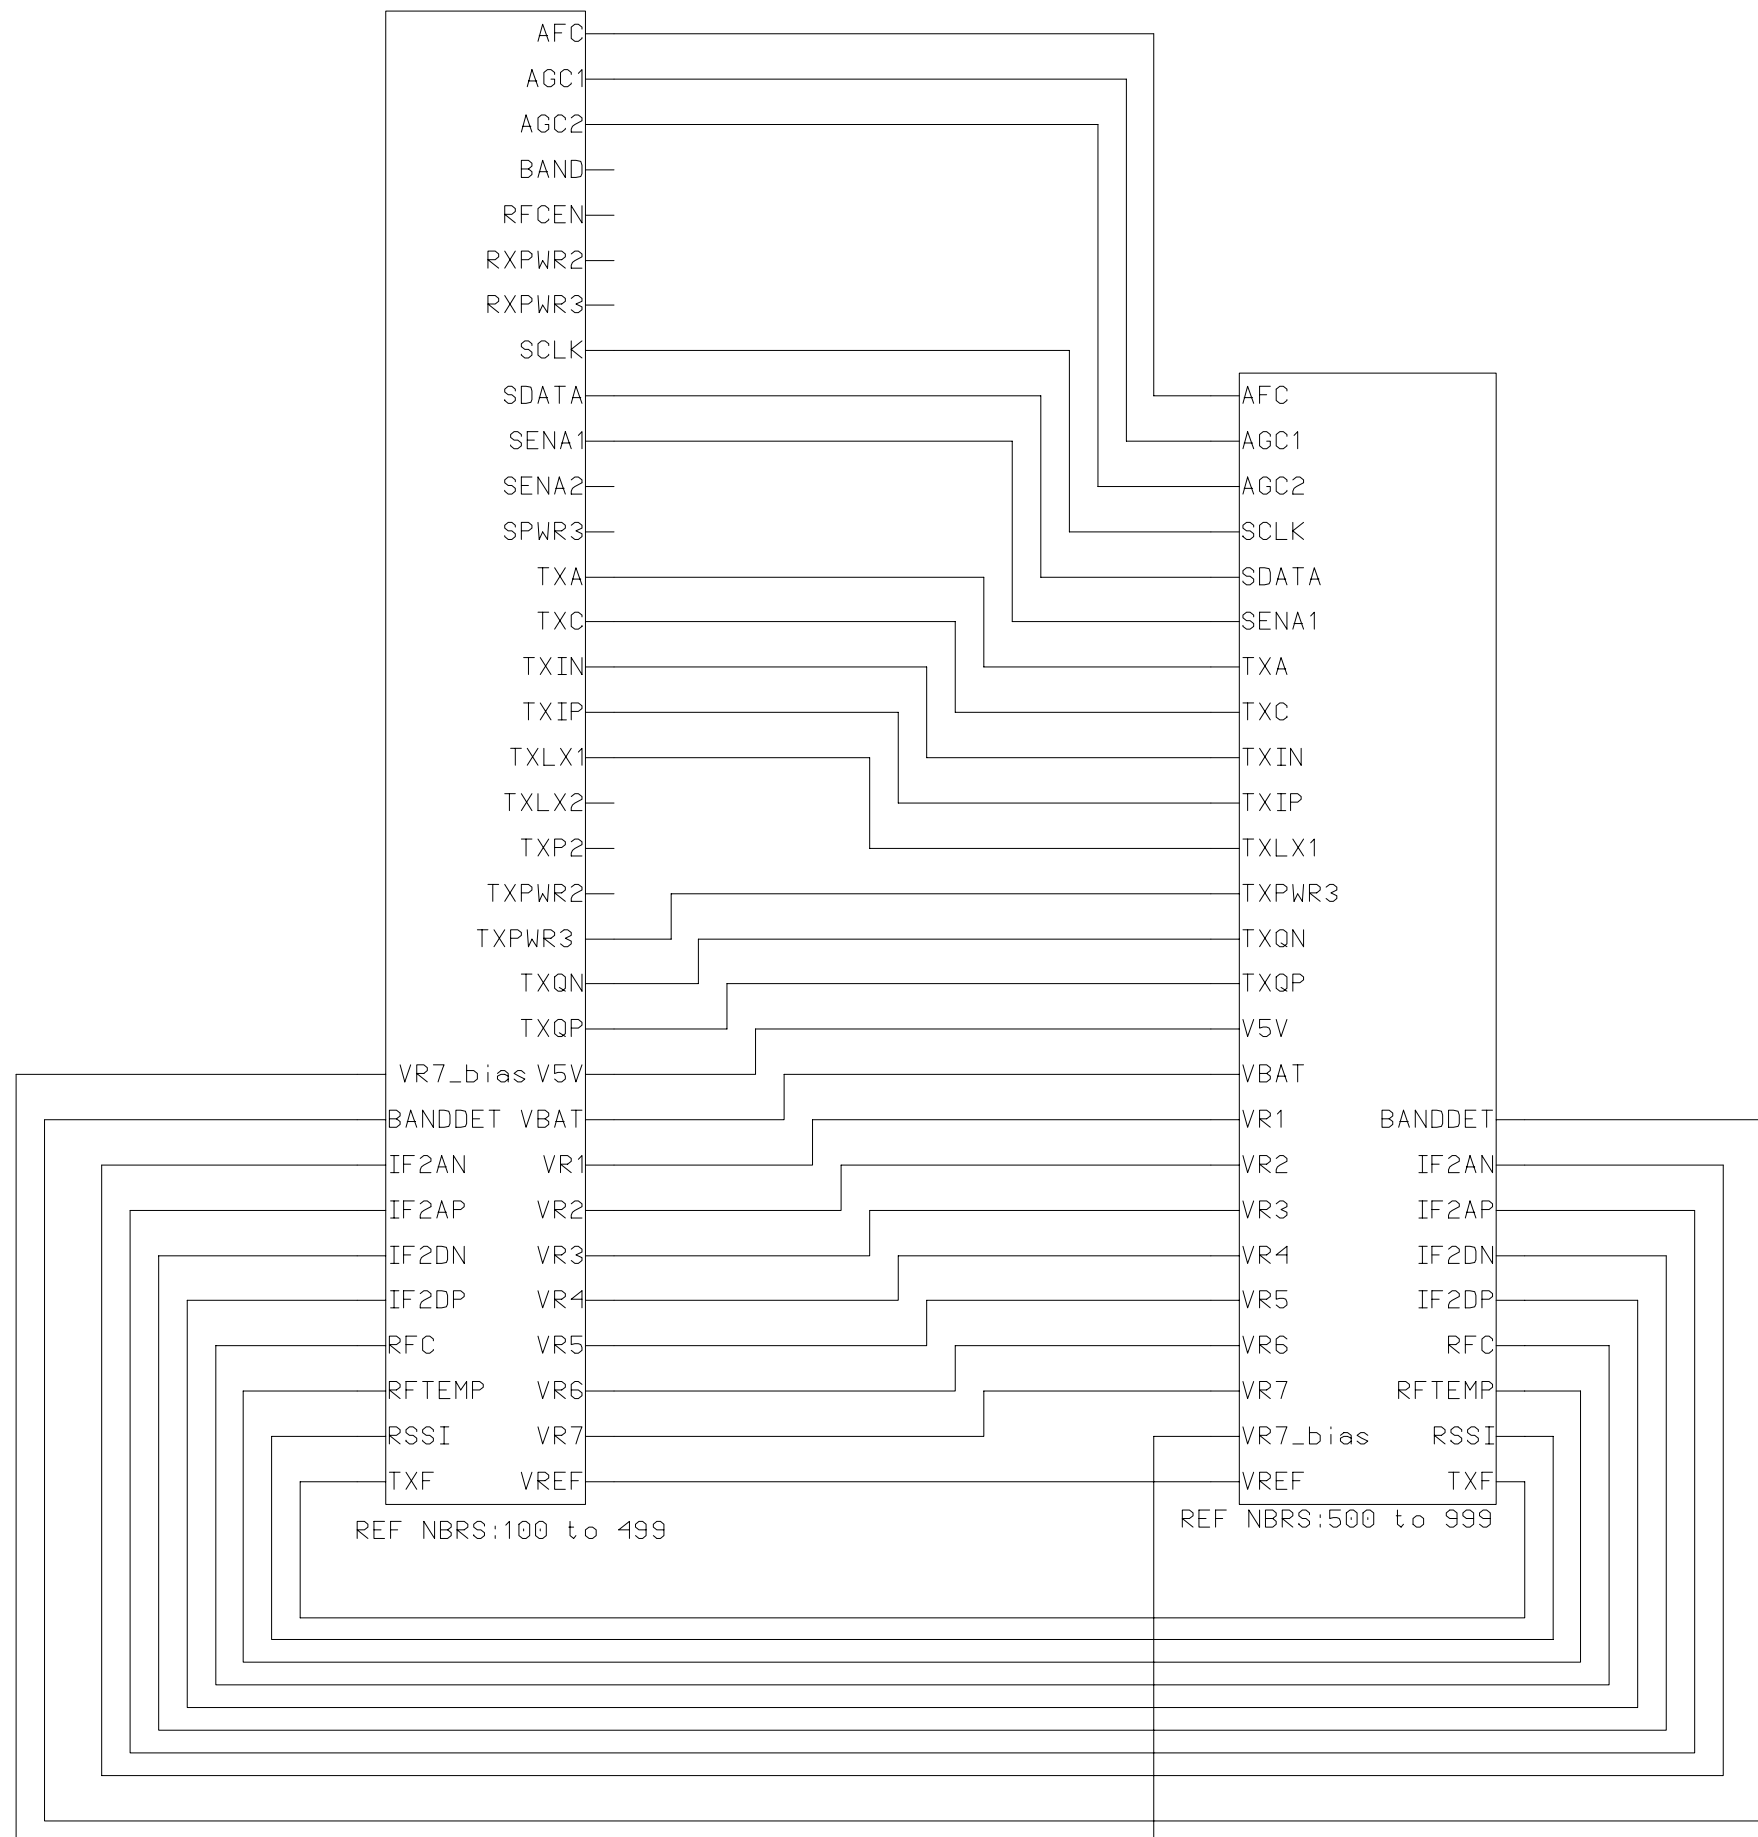 AFC
AGC1
AGC2
BAND
RFCEN
RXPWR2
RXPWR3
SCLK
SDATA
SENA1
SENA2
SPWR3
TXA
TXC
TXIN
TXIP
TXLX1
TXLX2
TXP2
TXPWR2
TXPWR3
TXQN
TXQP
VR7_bias V5V
BANDDET VBAT
IF2AN VR1
IF2AP VR2
IF2DN VR3
IF2DP VR4
RFC VR5
RFTEMP VR6
RSSI VR7
TXF VREF
REF NBRS:100 to 499
AFC
AGC1
AGC2
SCLK
SDATA
SENA1
TXA
TXC
TXIN
TXIP
TXLX1
TXPWR3
TXQN
TXQP
V5V
VBAT
VR1 BANDDET
VR2 IF2AN
VR3 IF2AP
VR4 IF2DN
VR5 IF2DP
VR6 RFC
VR7 RFTEMP
VR7_bias RSSI
VREF TXF
REF NBRS:500 to 999